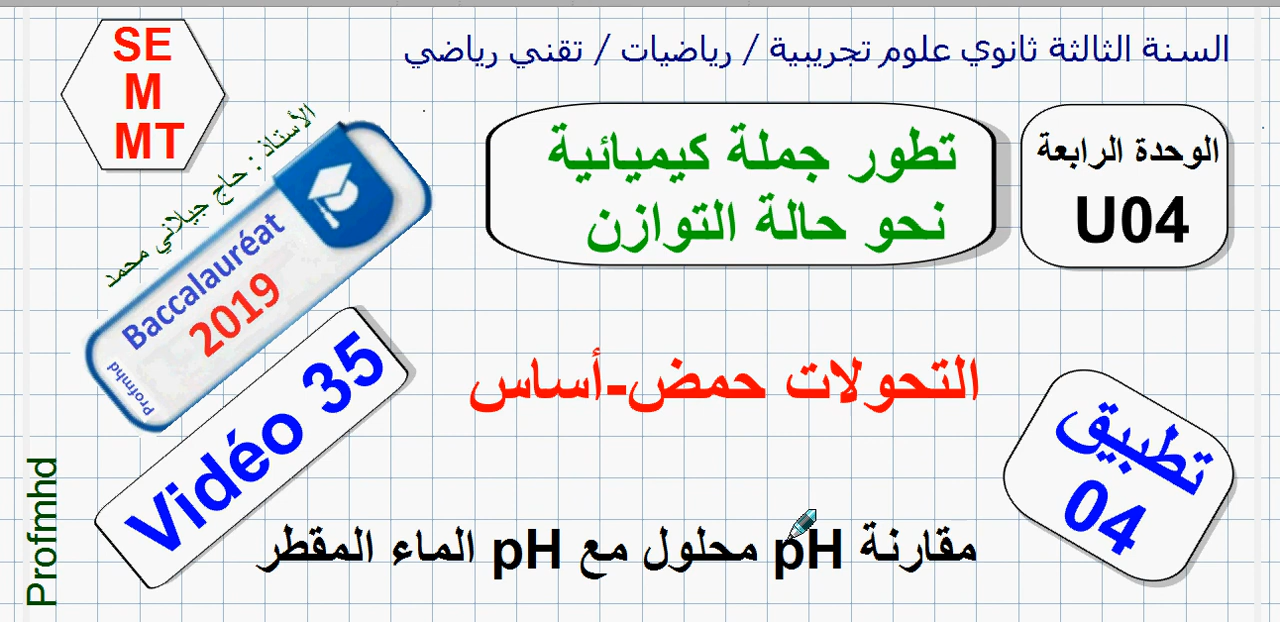 السنة الثالثة ثانوي علوم تجريبية / رياضيات / تقني رياضي
SE
M
MT
الوحدة الرابعة
U04
تطور جملة كيميائية
نحو حالة التوازن
الأستاذ : حاج جيلاني محمد
Baccalauréat
2019
Profmhd
Vidéo 35
التحولات حمض-أساس
تطبيق
04
مقارنة pH محلول مع pH الماء المقطر
Profmhd